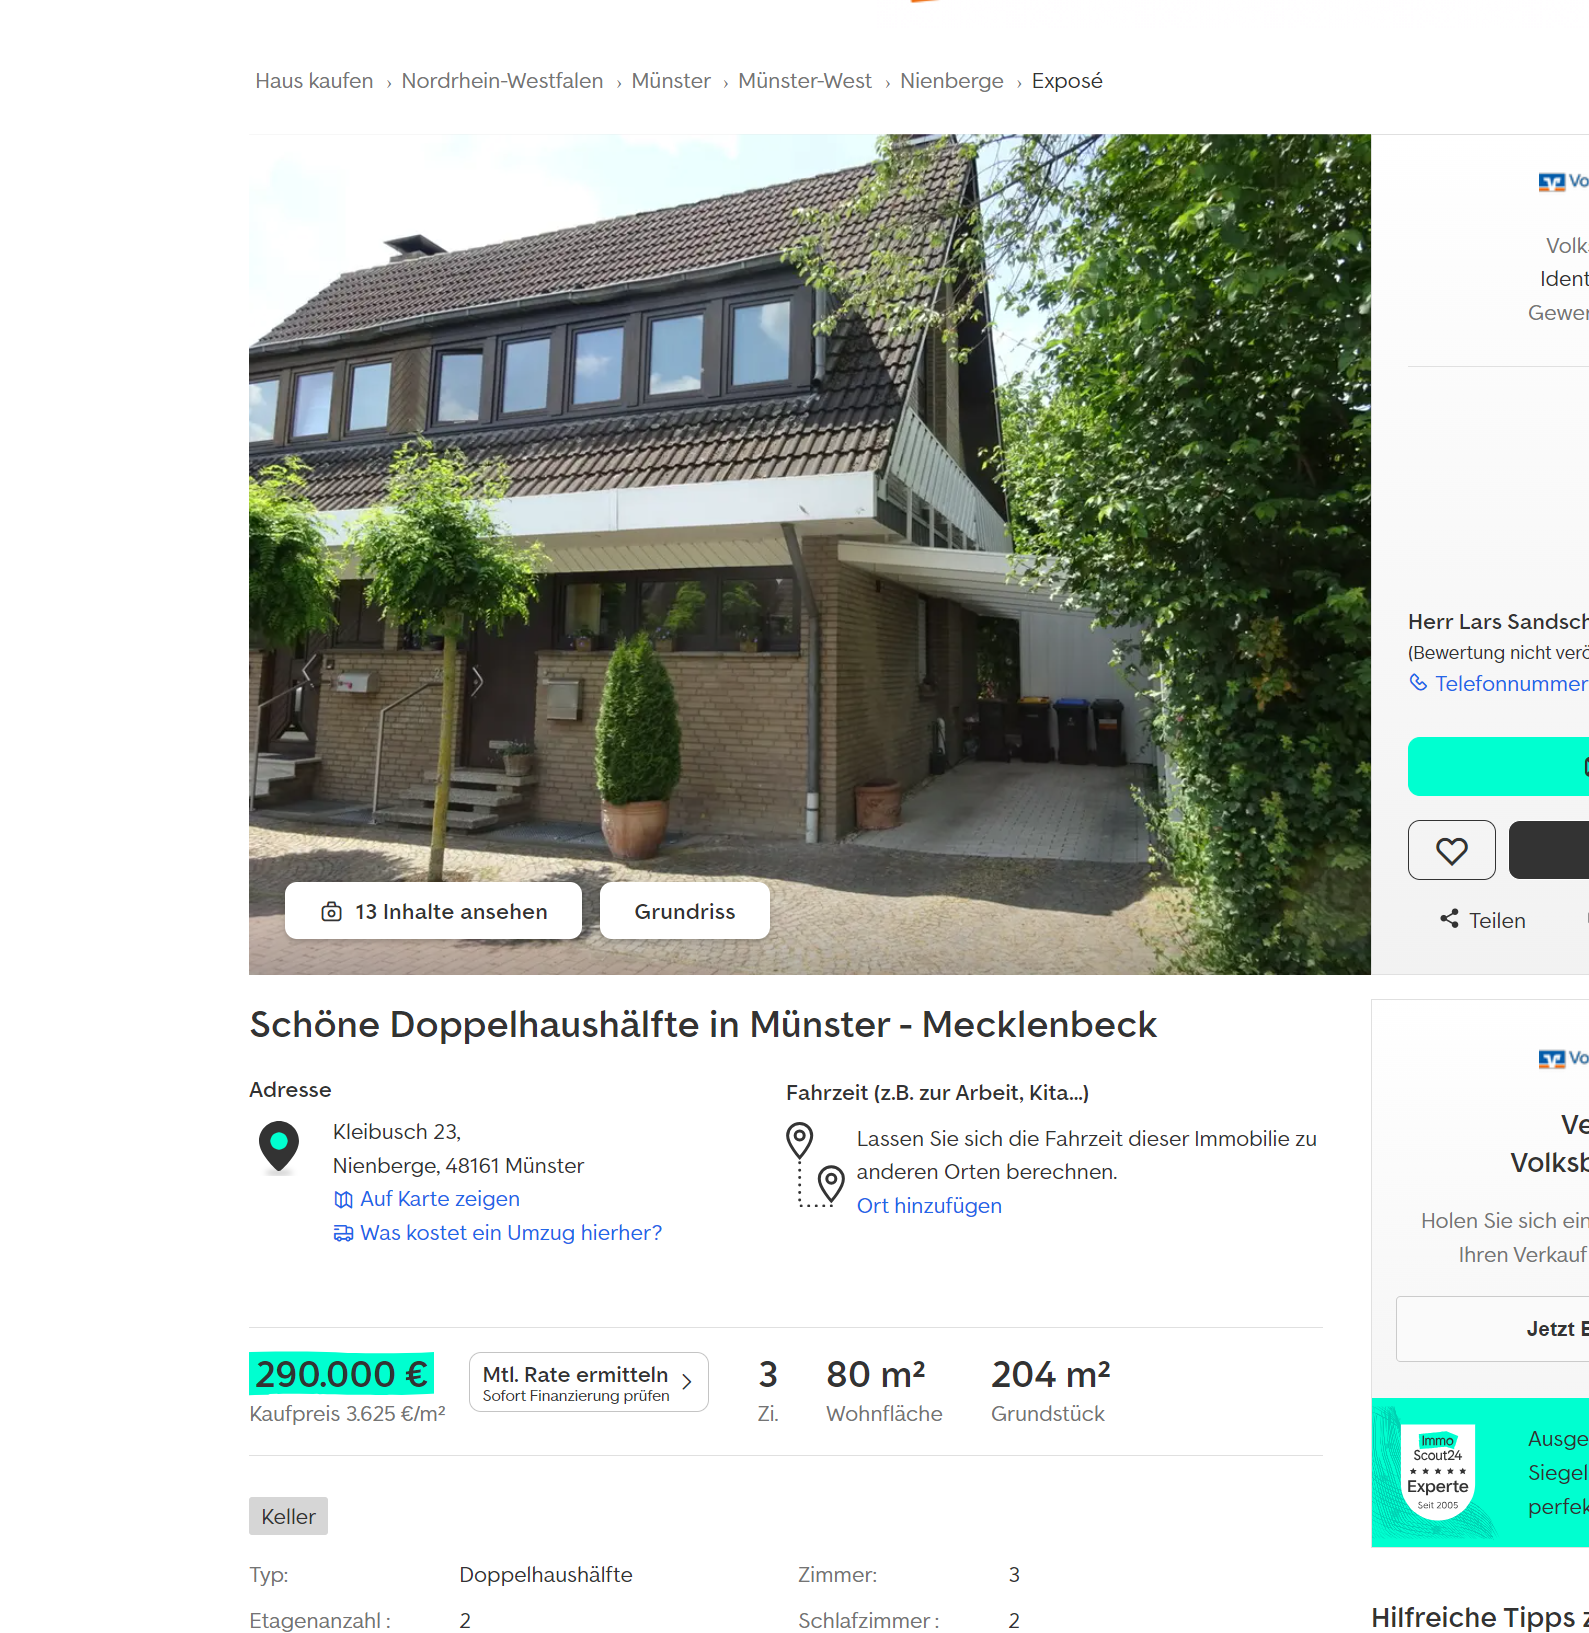 Haus kaufen › Nordrhein-Westfalen › Münster › Münster-West › Nienberge › Exposé
13 Inhalte ansehen
Grundriss
Schöne Doppelhaushälfte in Münster - Mecklenbeck
Adresse
Kleibusch 23,
Nienberge, 48161 Münster
Auf Karte zeigen
Was kostet ein Umzug hierher?
Fahrzeit (z.B. zur Arbeit, Kita...)
Lassen Sie sich die Fahrzeit dieser Immobilie zu
anderen Orten berechnen.
Ort hinzufügen
290.000 €
Kaufpreis 3.625 €/m²
Mtl. Rate ermitteln
Sofort Finanzierung prüfen
3
Zi.
80 m²
Wohnfläche
204 m²
Grundstück
Keller
Typ: Doppelhaushälfte
Zimmer: 3
Etagenanzahl : 2
Schlafzimmer : 2
Vo
Volk
Ident
Gewer
Herr Lars Sandsch
(Bewertung nicht verö
Telefonnummer
Teilen
Vo
Ve
Volksb
Holen Sie sich ein
Ihren Verkauf
Jetzt E
Immo
Scout24
Experte
Seit 2005
Ausge
Siegel
perfek
Hilfreiche Tipps z